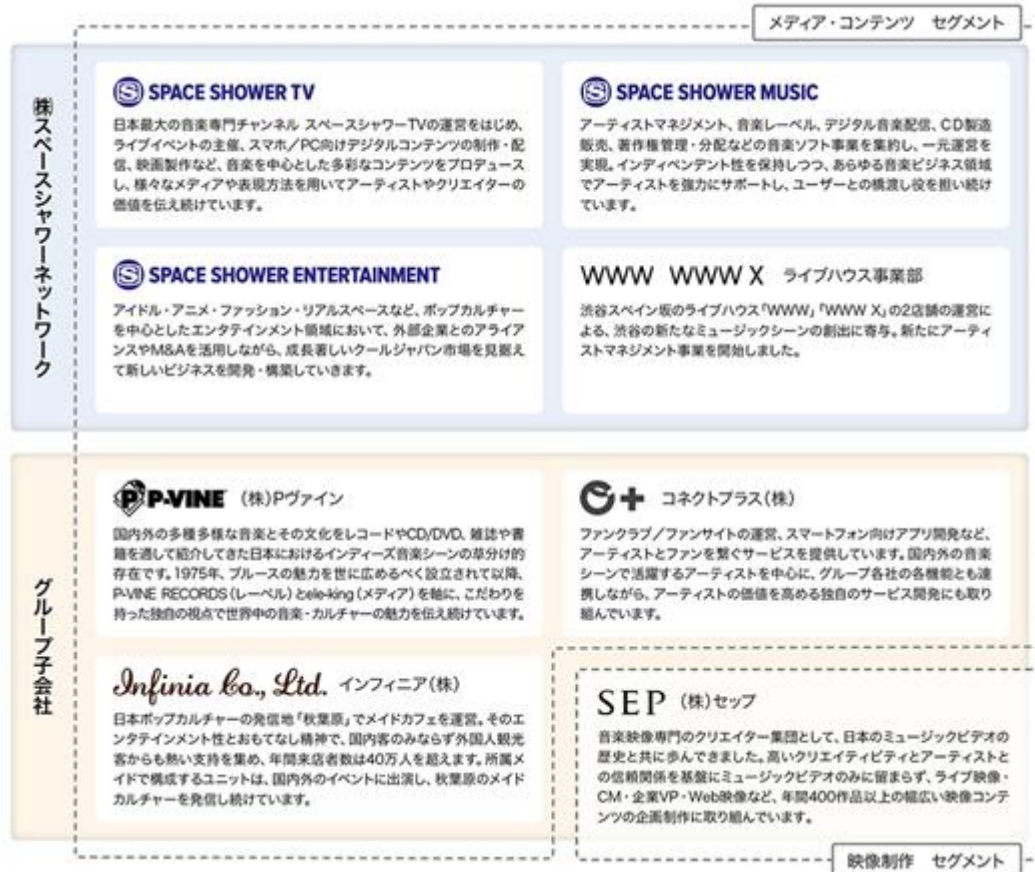 メディア・コンテンツ セグメント
㈱スペースシャワーネットワーク
SPACE SHOWER TV
日本最大の音楽専門チャンネル スペースシャワーTVの運営をはじめ、
ライブイベントの主催、スマホ／PC向けデジタルコンテンツの制作・配
信、映画製作など、音楽を中心とした多彩なコンテンツをプロデュース
し、様々なメディアや表現方法を用いてアーティストやクリエイターの
価値を伝え続けています。
SPACE SHOWER MUSIC
アーティストマネジメント、音楽レーベル、デジタル音楽配信、CD製造
販売、著作権管理・分配などの音楽ソフト事業を集約し、一元運営を
実現。インディペンデント性を保持しつつ、あらゆる音楽ビジネス領域
でアーティストを強力にサポートし、ユーザーとの橋渡し役を担い続け
ています。
SPACE SHOWER ENTERTAINMENT
アイドル・アニメ・ファッション・リアルスペースなど、ポップカルチャー
を中心としたエンタテインメント領域において、外部企業とのアライア
ンスやM&Aを活用しながら、成長著しいクールジャパン市場を見据え
て新しいビジネスを開発・構築していきます。
WWW WWW X ライブハウス事業部
渋谷スペイン坂のライブハウス「WWW」「WWW X」の2店舗の運営に
よる、渋谷の新たなミュージックシーンの創出に寄与。新たにアーティ
ストマネジメント事業を開始しました。
グループ子会社
P-VINE （株）Pヴァイン
国内外の多種多様な音楽とその文化をレコードやCD/DVD、雑誌や書
籍を通して紹介してきた日本におけるインディーズ音楽シーンの草分け的
存在です。1975年、ブルースの魅力を世に広めるべく設立されて以降、
P-VINE RECORDS（レーベル）とele-king（メディア）を軸に、こだわりを
持った独自の視点で世界中の音楽・カルチャーの魅力を伝え続けています。
コネクトプラス（株）
ファンクラブ／ファンサイトの運営、スマートフォン向けアプリ開発など、
アーティストとファンを繋ぐサービスを提供しています。国内外の音楽
シーンで活躍するアーティストを中心に、グループ各社の各機能とも連
携しながら、アーティストの価値を高める独自のサービス開発にも取り
組んでいます。
Infinia Co., Ltd. インフィニア（株）
日本ポップカルチャーの発信地「秋葉原」でメイドカフェを運営。そのエ
ンタテインメント性とおもてなし精神で、国内客のみならず外国人観光
客からも熱い支持を集め、年間来店者数は40万人を超えます。所属メ
イドで構成するユニットは、国内外のイベントに出演し、秋葉原のメイド
カルチャーを発信し続けています。
SEP （株）セップ
音楽映像専門のクリエイター集団として、日本のミュージックビデオの
歴史と共に歩んできました。高いクリエイティビティとアーティストと
の信頼関係を基盤にミュージックビデオのみに留まらず、ライブ映像・
CM・企業VP・Web映像など、年間400作品以上の幅広い映像コンテ
ンツの企画制作に取り組んでいます。
映像制作 セグメント